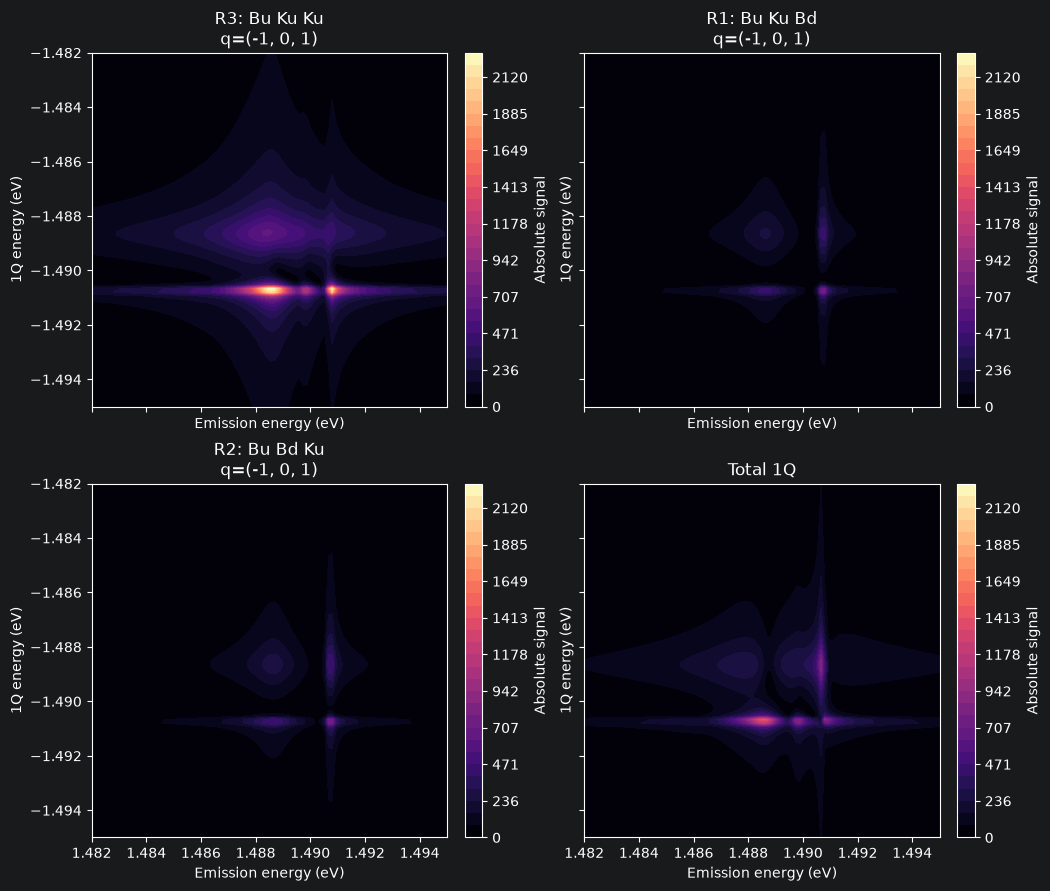 R3: Bu Ku Ku
q=(-1, 0, 1)
−1.482
−1.484
−1.486
−1.488
−1.490
−1.492
−1.494
1Q energy (eV)
Emission energy (eV)
2120
1885
1649
1413
1178
942
707
471
236
0
Absolute signal
R1: Bu Ku Bd
q=(-1, 0, 1)
1Q energy (eV)
Emission energy (eV)
2120
1885
1649
1413
1178
942
707
471
236
0
Absolute signal
R2: Bu Bd Ku
q=(-1, 0, 1)
−1.482
−1.484
−1.486
−1.488
−1.490
−1.492
−1.494
1Q energy (eV)
1.482 1.484 1.486 1.488 1.490 1.492 1.494
Emission energy (eV)
2120
1885
1649
1413
1178
942
707
471
236
0
Absolute signal
Total 1Q
1Q energy (eV)
1.482 1.484 1.486 1.488 1.490 1.492 1.494
Emission energy (eV)
2120
1885
1649
1413
1178
942
707
471
236
0
Absolute signal